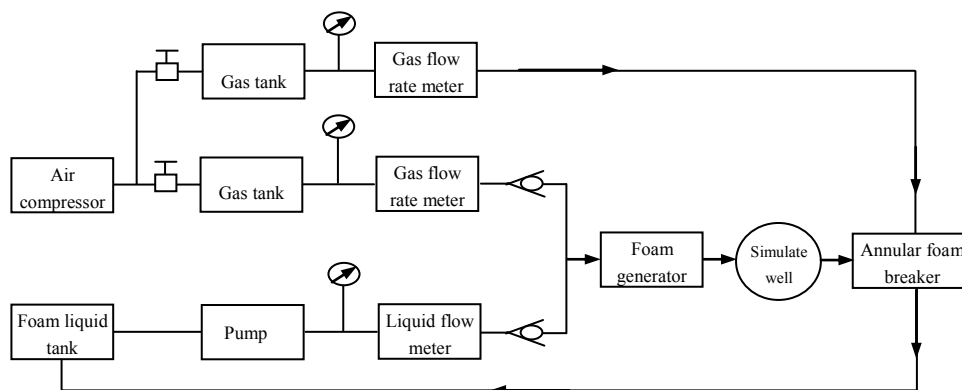 Gas tank
Gas flow
rate meter
Air
compressor
Gas tank
Gas flow
rate meter
Foam
generator
Simulate
well
Annular foam
breaker
Foam liquid
tank
Pump
Liquid flow
meter